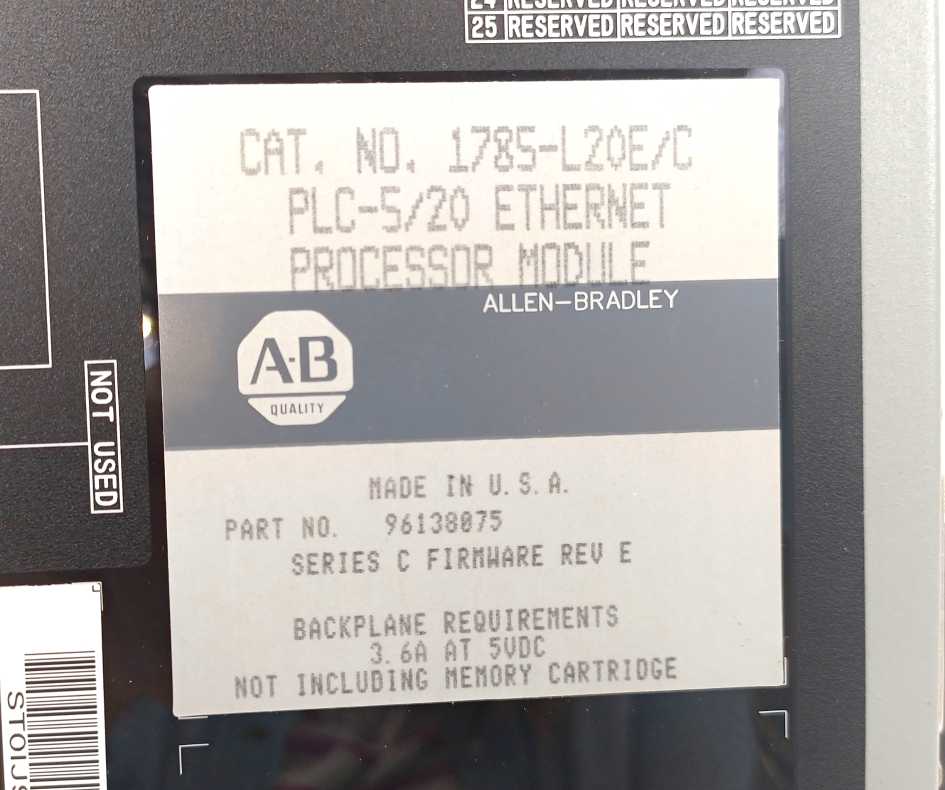 24 RESERVED RESERVED RESERVED
25 RESERVED RESERVED RESERVED
CAT. NO. 1785-L20E/C
PLC-5/20 ETHERNET
PROCESSOR MODULE
ALLEN-BRADLEY
A-B
QUALITY
NOT USED
MADE IN U.S.A.
PART NO. 96138075
SERIES C FIRMWARE REV E
BACKPLANE REQUIREMENTS
3.6A AT 5VDC
NOT INCLUDING MEMORY CARTRIDGE